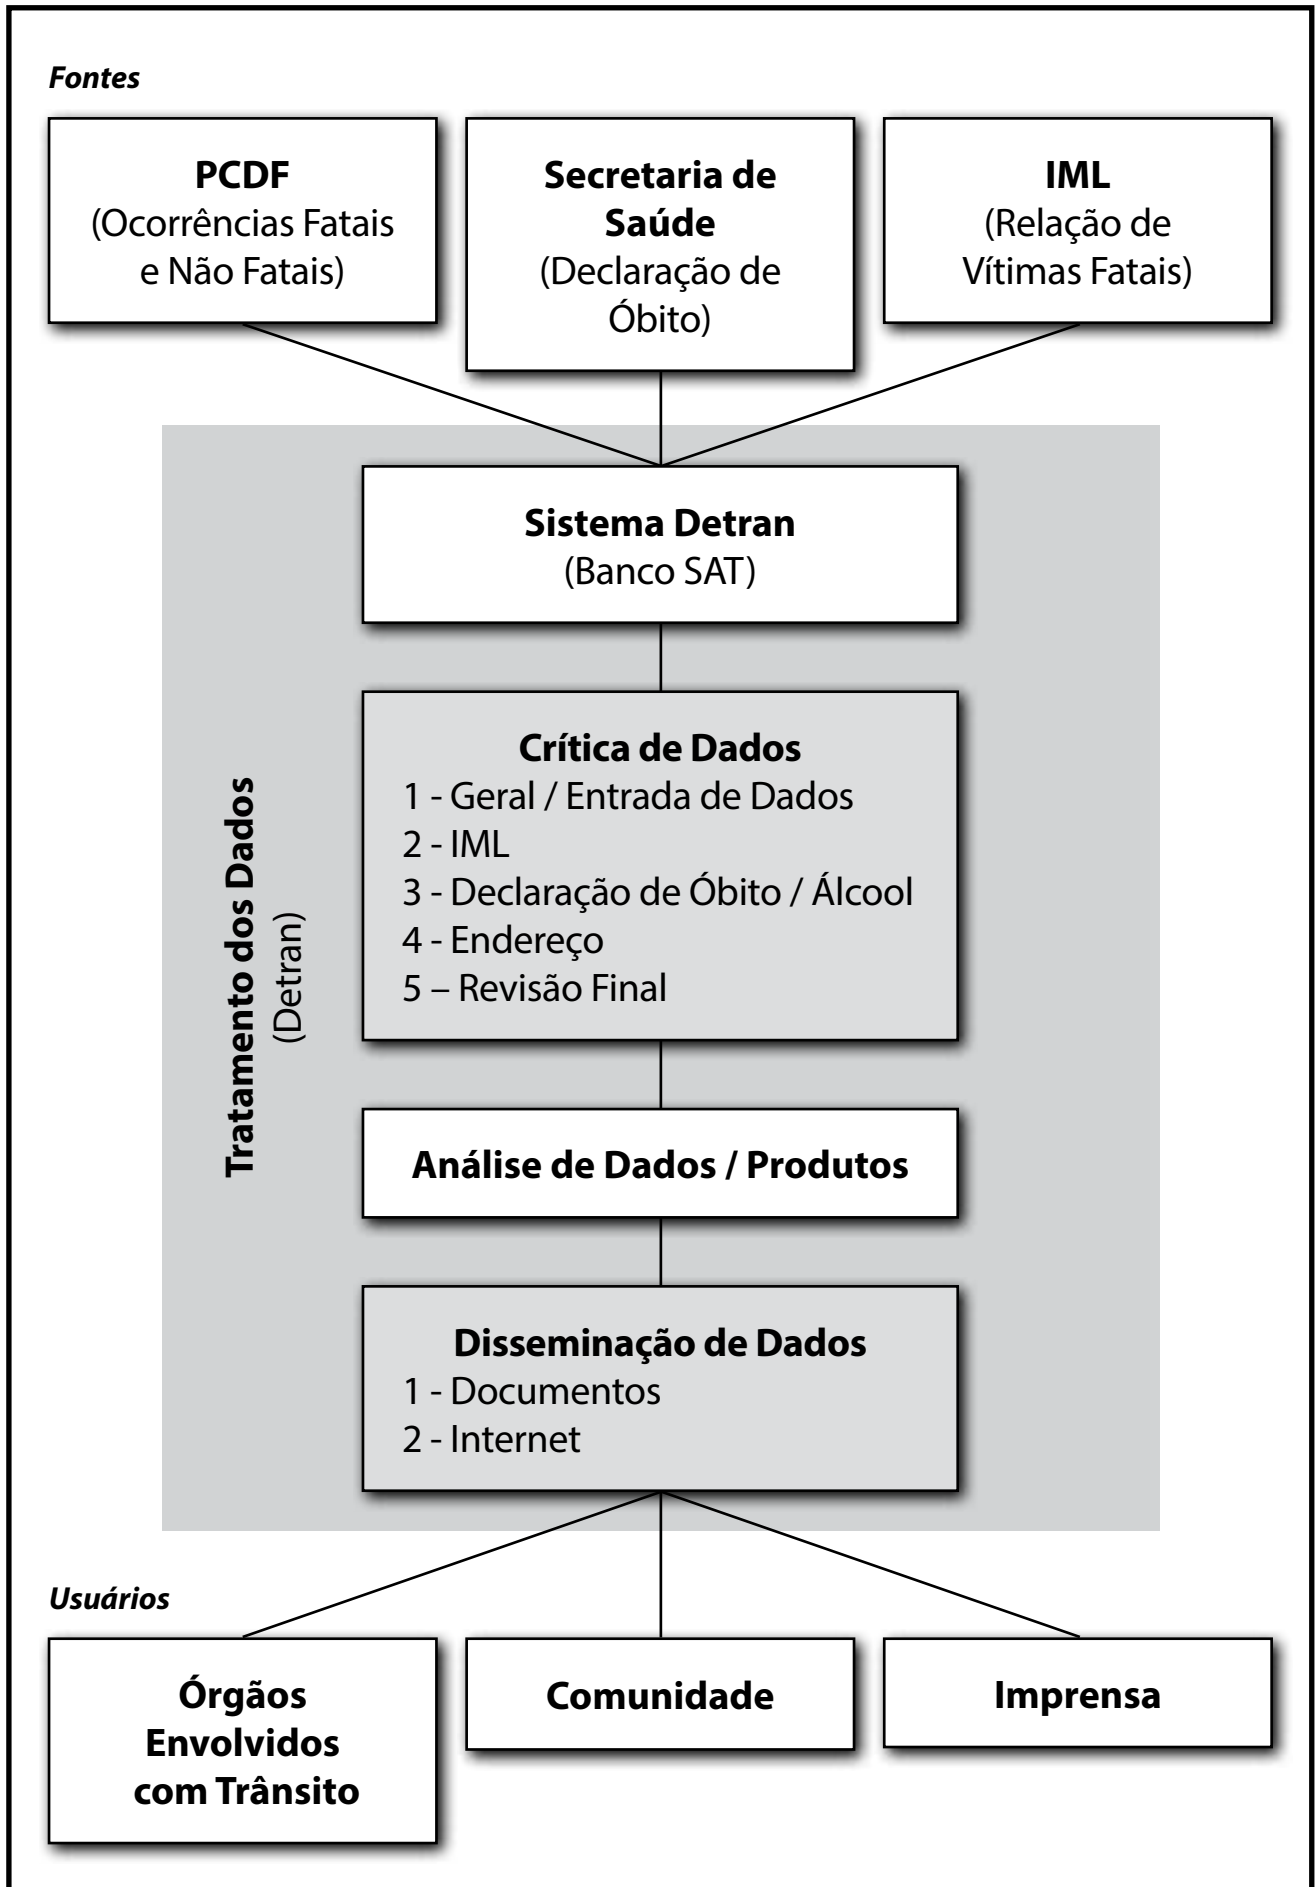 Fontes
PCDF
(Ocorrências Fatais
e Não Fatais)
Secretaria de
Saúde
(Declaração de
Óbito)
IML
(Relação de
Vítimas Fatais)
Tratamento dos Dados
(Detran)
Sistema Detran
(Banco SAT)
Crítica de Dados
1 - Geral / Entrada de Dados
2 - IML
3 - Declaração de Óbito / Álcool
4 - Endereço
5 – Revisão Final
Análise de Dados / Produtos
Disseminação de Dados
1 - Documentos
2 - Internet
Usuários
Órgãos
Envolvidos
com Trânsito
Comunidade
Imprensa